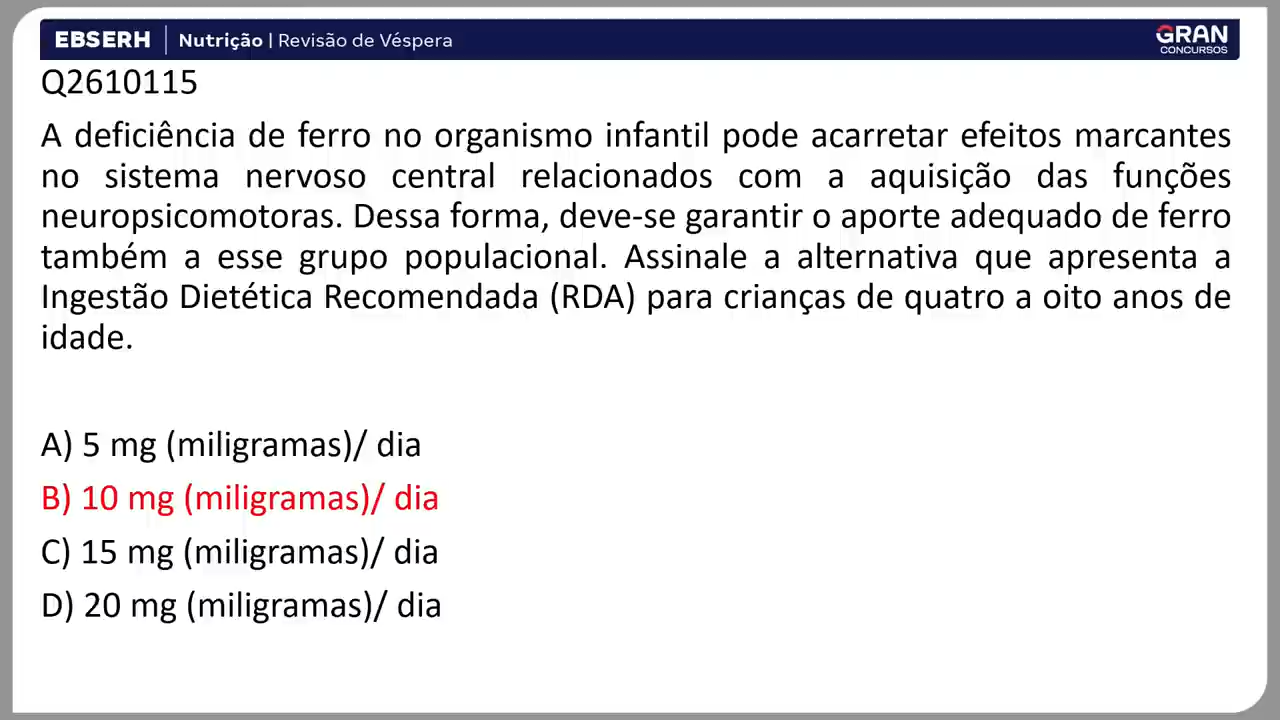 EBSERH | Nutrição | Revisão de Véspera
GRAN
CONCURSOS
Q2610115
A deficiência de ferro no organismo infantil pode acarretar efeitos marcantes
no sistema nervoso central relacionados com a aquisição das funções
neuropsicomotoras. Dessa forma, deve-se garantir o aporte adequado de ferro
também a esse grupo populacional. Assinale a alternativa que apresenta a
Ingestão Dietética Recomendada (RDA) para crianças de quatro a oito anos de
idade.
A) 5 mg (miligramas)/ dia
B) 10 mg (miligramas)/ dia
C) 15 mg (miligramas)/ dia
D) 20 mg (miligramas)/ dia